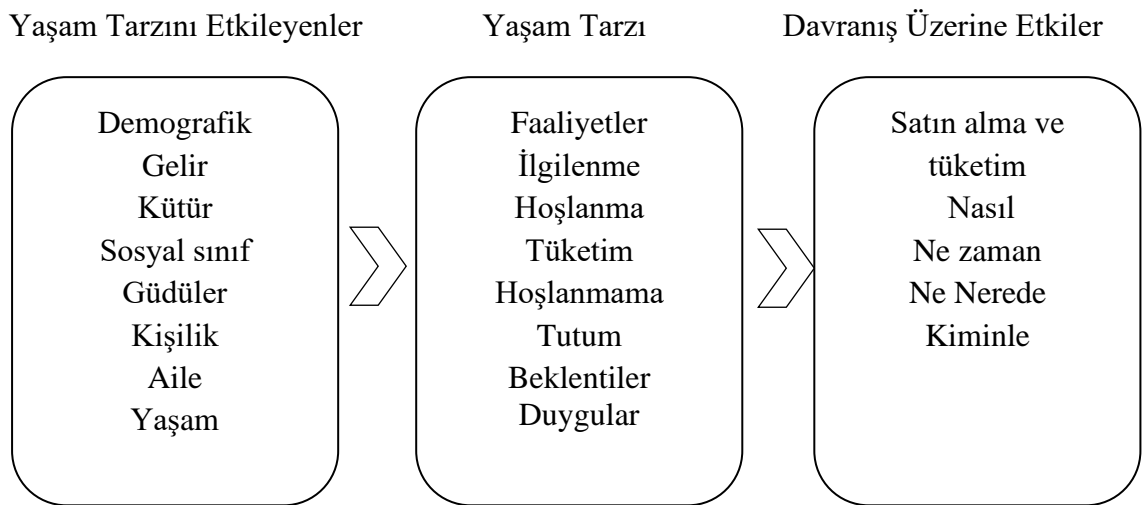 Yaşam Tarzını Etkileyenler
Yaşam Tarzı
Davranış Üzerine Etkiler
Demografik
Gelir
Kütür
Sosyal sınıf
Güdüler
Kişilik
Aile
Yaşam
Faaliyetler
İlgilenme
Hoşlanma
Tüketim
Hoşlanmama
Tutum
Beklentiler
Duygular
Satın alma ve
tüketim
Nasıl
Ne zaman
Ne Nerede
Kiminle